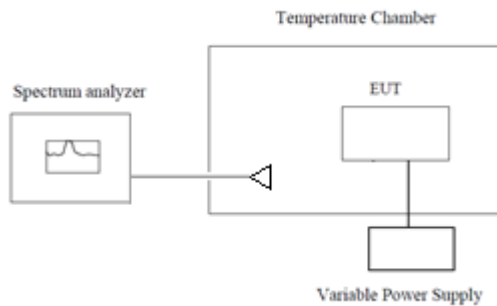 Temperature Chamber
Spectrum analyzer
EUT
Variable Power Supply